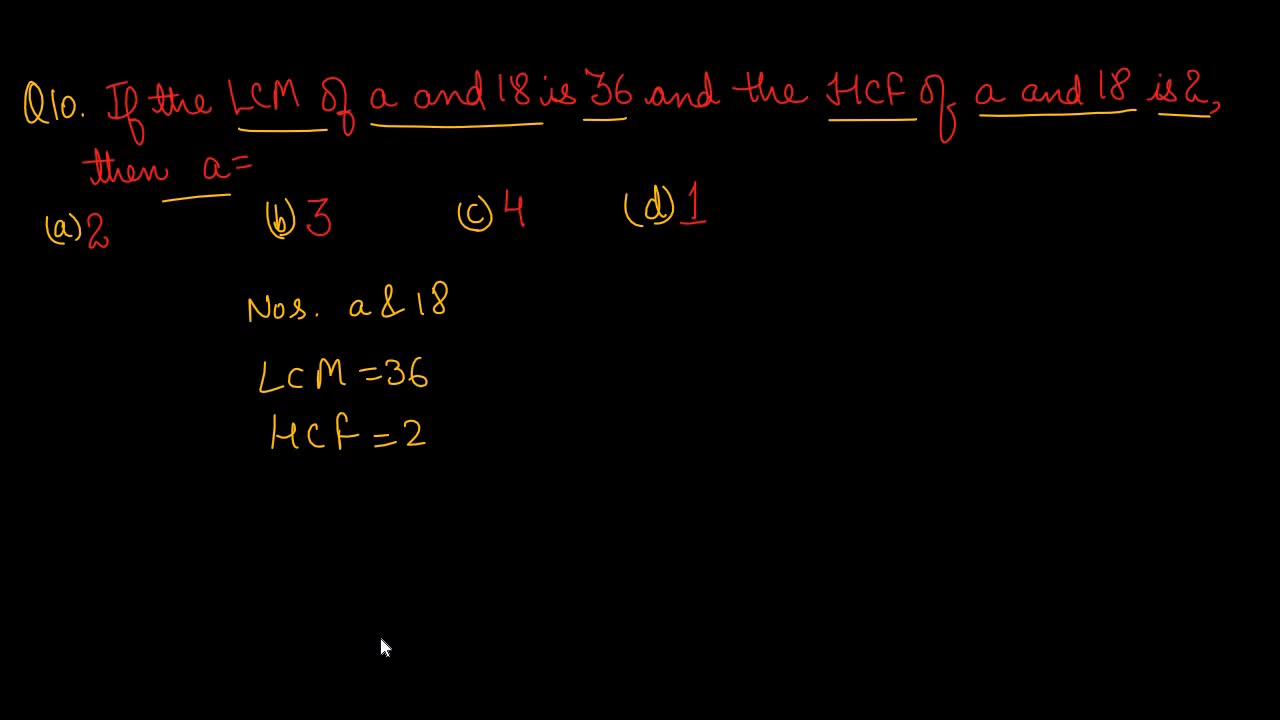 Q10. If the LCM of a and 18 is 36 and the HCF of a and 18 is 2,
then a=
(a) 2 (b) 3 (c) 4 (d) 1
Nos. a & 18
LCM = 36
HCF = 2